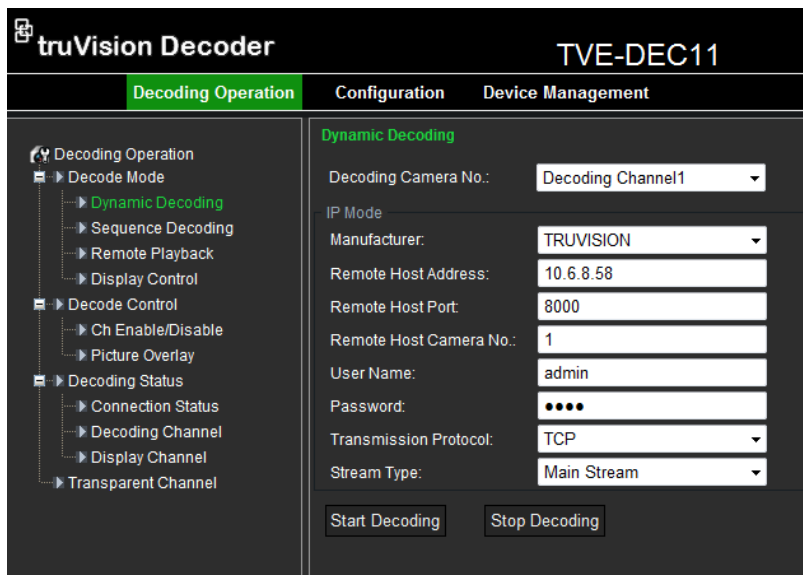 truVision Decoder
TVE-DEC11
Decoding Operation Configuration Device Management
Decoding Operation
Decode Mode
Dynamic Decoding
Sequence Decoding
Remote Playback
Display Control
Decode Control
Ch Enable/Disable
Picture Overlay
Decoding Status
Connection Status
Decoding Channel
Display Channel
Transparent Channel
Dynamic Decoding
Decoding Camera No.: Decoding Channel1
IP Mode
Manufacturer: TRUVISION
Remote Host Address: 10.6.8.58
Remote Host Port: 8000
Remote Host Camera No.: 1
User Name: admin
Password: ●●●●
Transmission Protocol: TCP
Stream Type: Main Stream
Start Decoding Stop Decoding